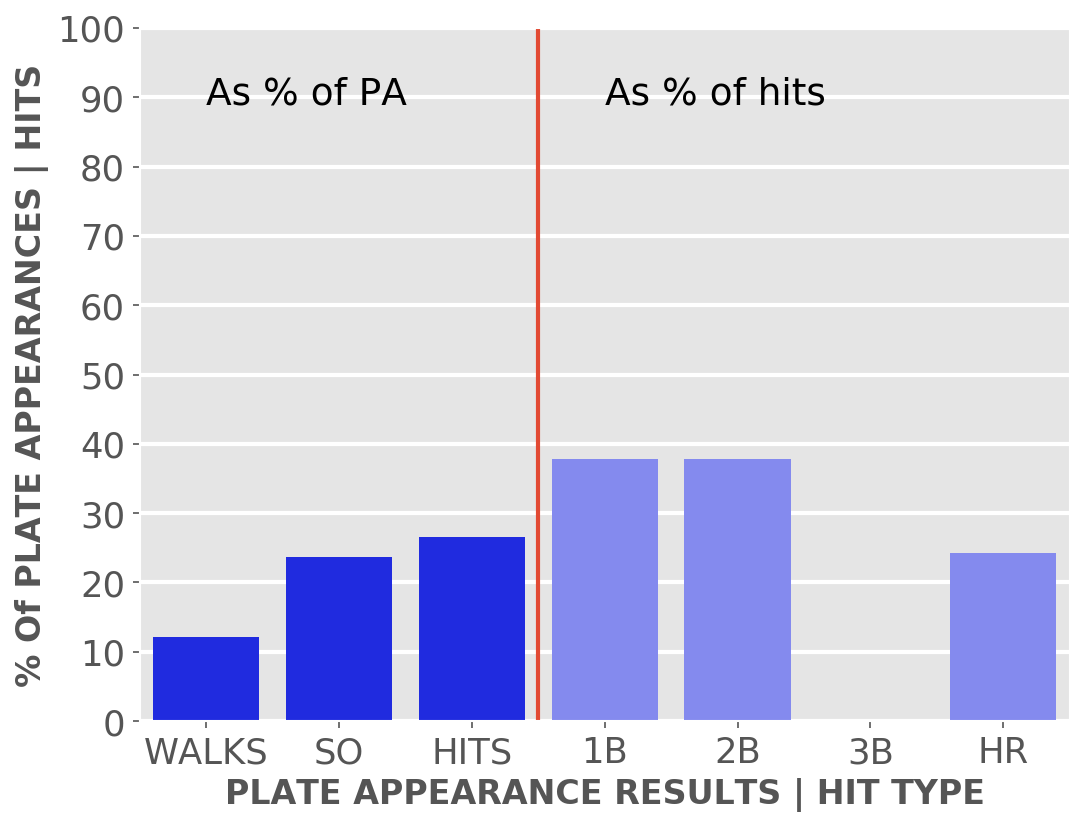 % Of PLATE APPEARANCES | HITS
100
90
80
70
60
50
40
30
20
10
0
As % of PA
As % of hits
WALKS SO HITS 1B 2B 3B HR
PLATE APPEARANCE RESULTS | HIT TYPE